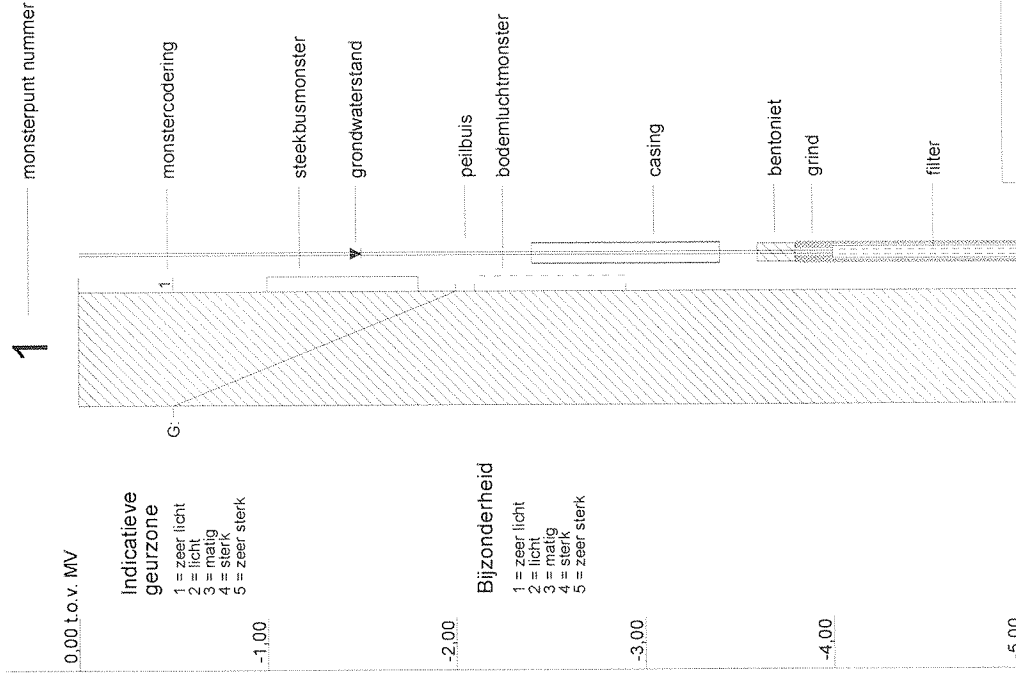 1
monsterpunt nummer
0,00 t.o.v. MV
Indicatieve
geurzone
1 = zeer licht
2 = licht
3 = matig
4 = sterk
5 = zeer sterk
G:
1
monstercodering
-1,00
steekbusmonster
grondwaterstand
-2,00
peilbuis
Bijzonderheid
1 = zeer licht
2 = licht
3 = matig
4 = sterk
5 = zeer sterk
bodemluchtmonster
-3,00
casing
bentoniet
grind
-4,00
filter
-5,00